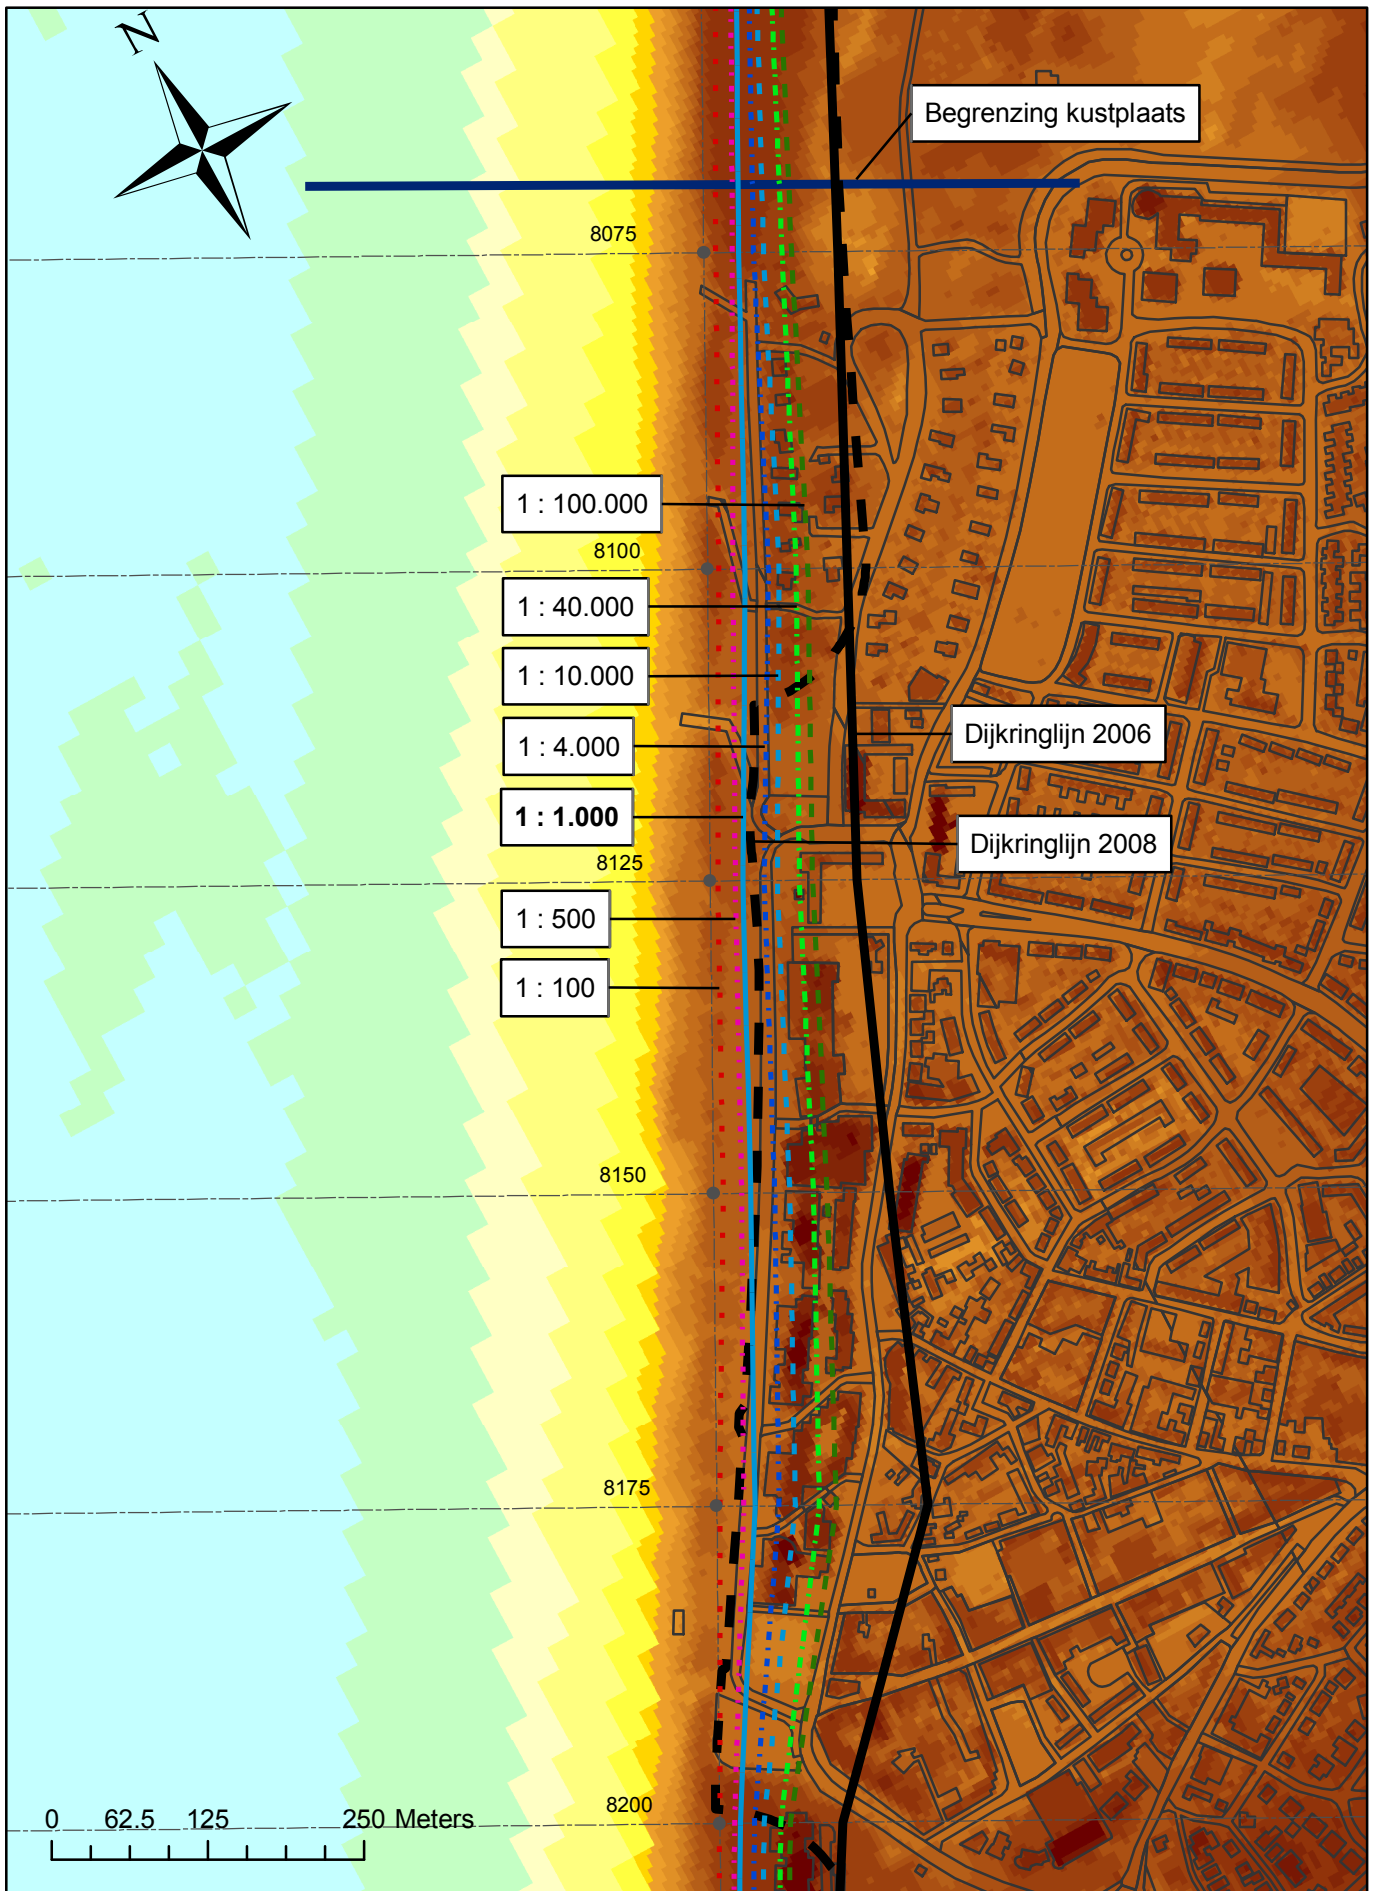 N
Begrenzing kustplaats
8075
1 : 100.000
8100
1 : 40.000
1 : 10.000
Dijkringlijn 2006
1 : 4.000
1 : 1.000
Dijkringlijn 2008
8125
1 : 500
1 : 100
8150
8175
8200
0 62.5 125 250 Meters